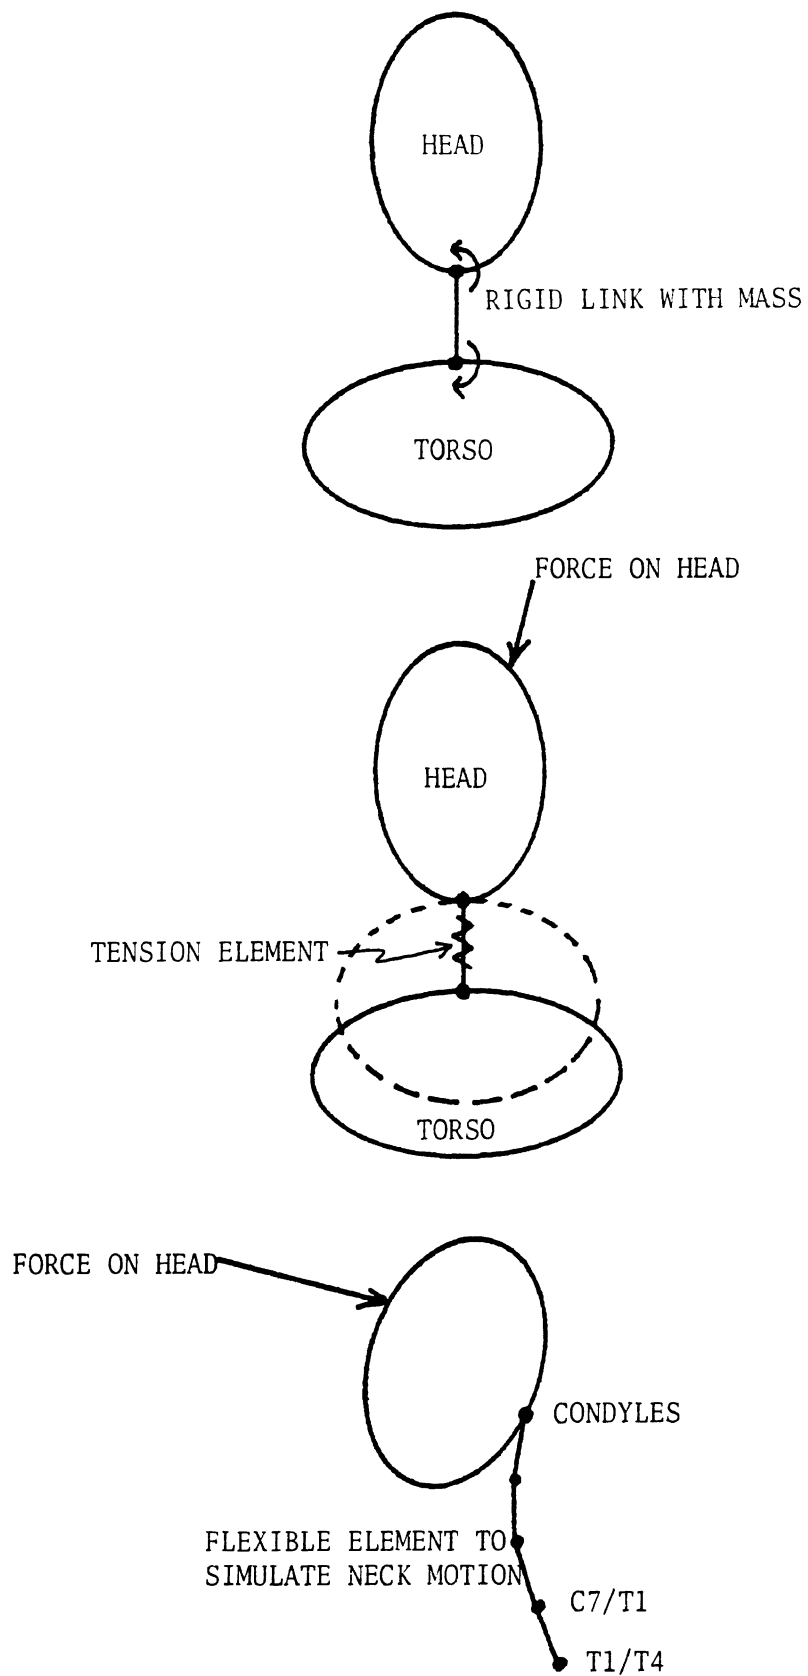 HEAD
RIGID LINK WITH MASS
TORSO
FORCE ON HEAD
HEAD
TENSION ELEMENT
TORSO
FORCE ON HEAD
CONDYLES
FLEXIBLE ELEMENT TO
SIMULATE NECK MOTION
C7/T1
T1/T4